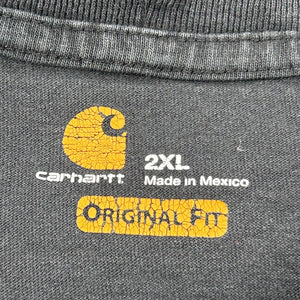 2XL
carhartt
Made in Mexico
ORIGINAL FIT